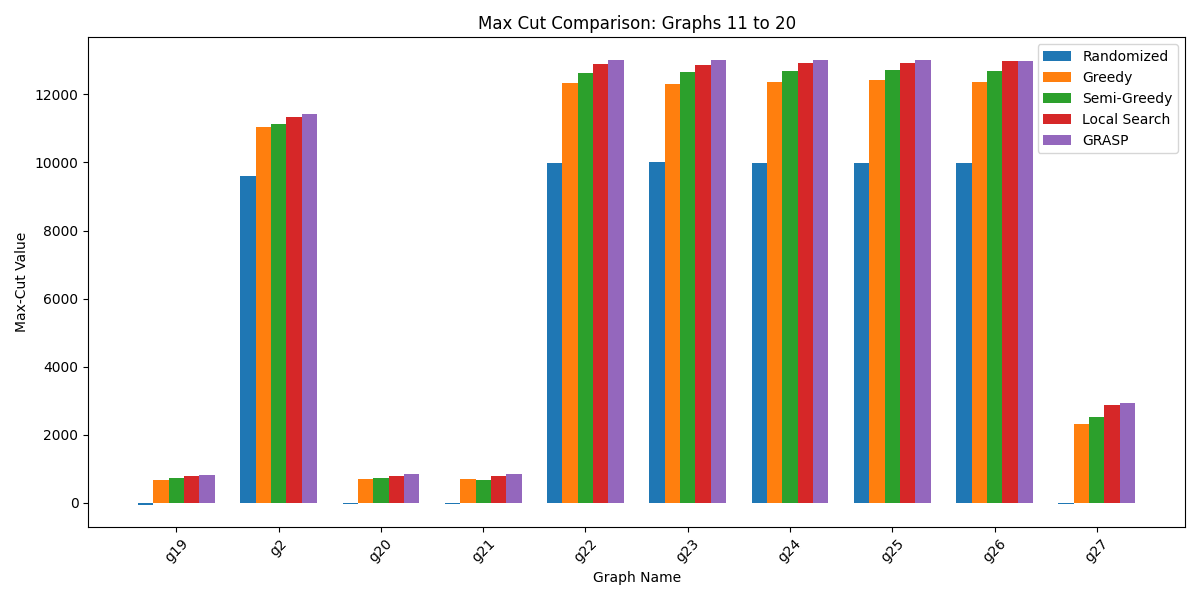 Max Cut Comparison: Graphs 11 to 20
Randomized
Greedy
Semi-Greedy
Local Search
GRASP
Max-Cut Value
12000
10000
8000
6000
4000
2000
0
g19
g2
g20
g21
g22
g23
g24
g25
g26
g27
Graph Name